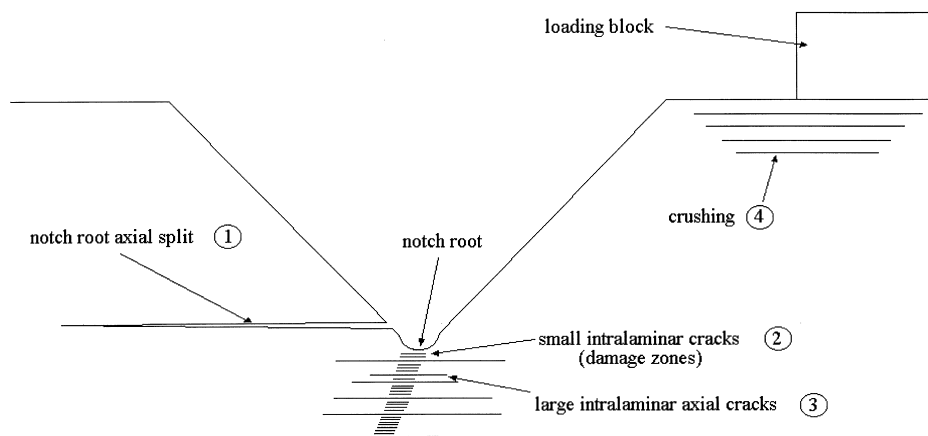 loading block
crushing 4
notch root axial split 1
notch root
small intralaminar cracks 2
(damage zones)
large intralaminar axial cracks 3